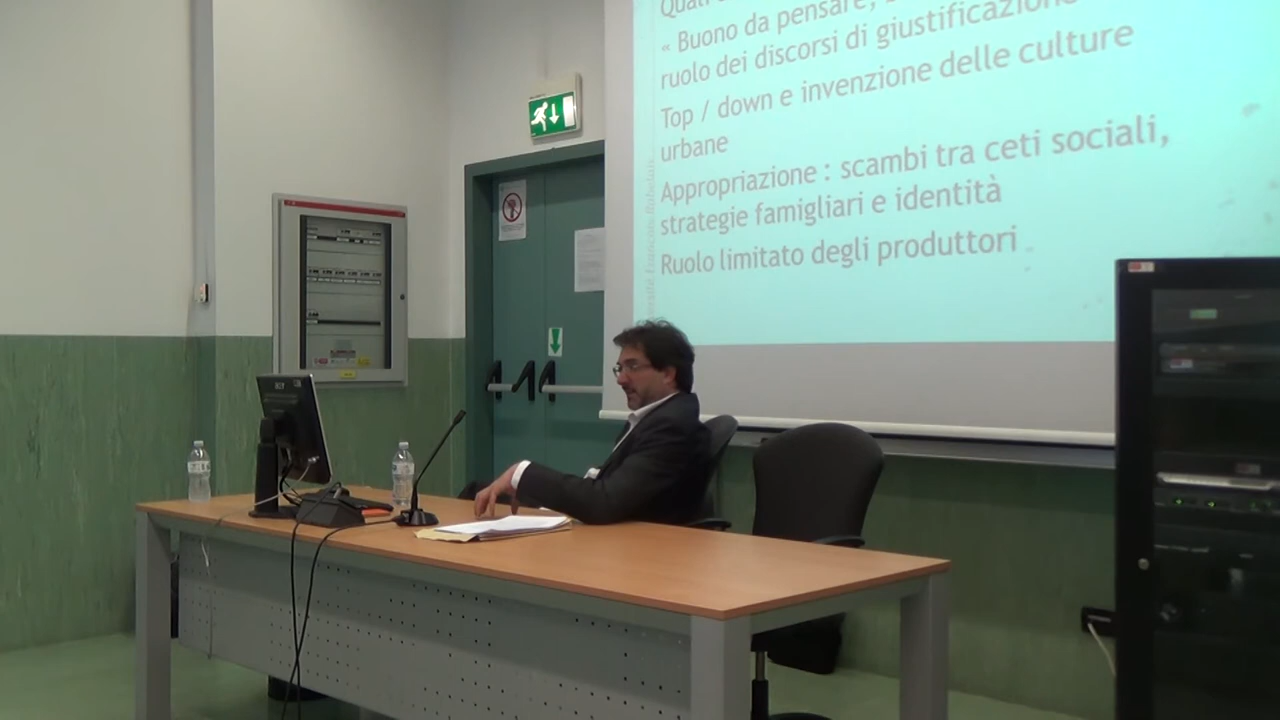 Quali
« Buono da pensare,
ruolo dei discorsi di giustificazione
Top / down e invenzione delle culture
urbane
Appropriazione : scambi tra ceti sociali,
strategie famigliari e identità
Ruolo limitato degli produttori